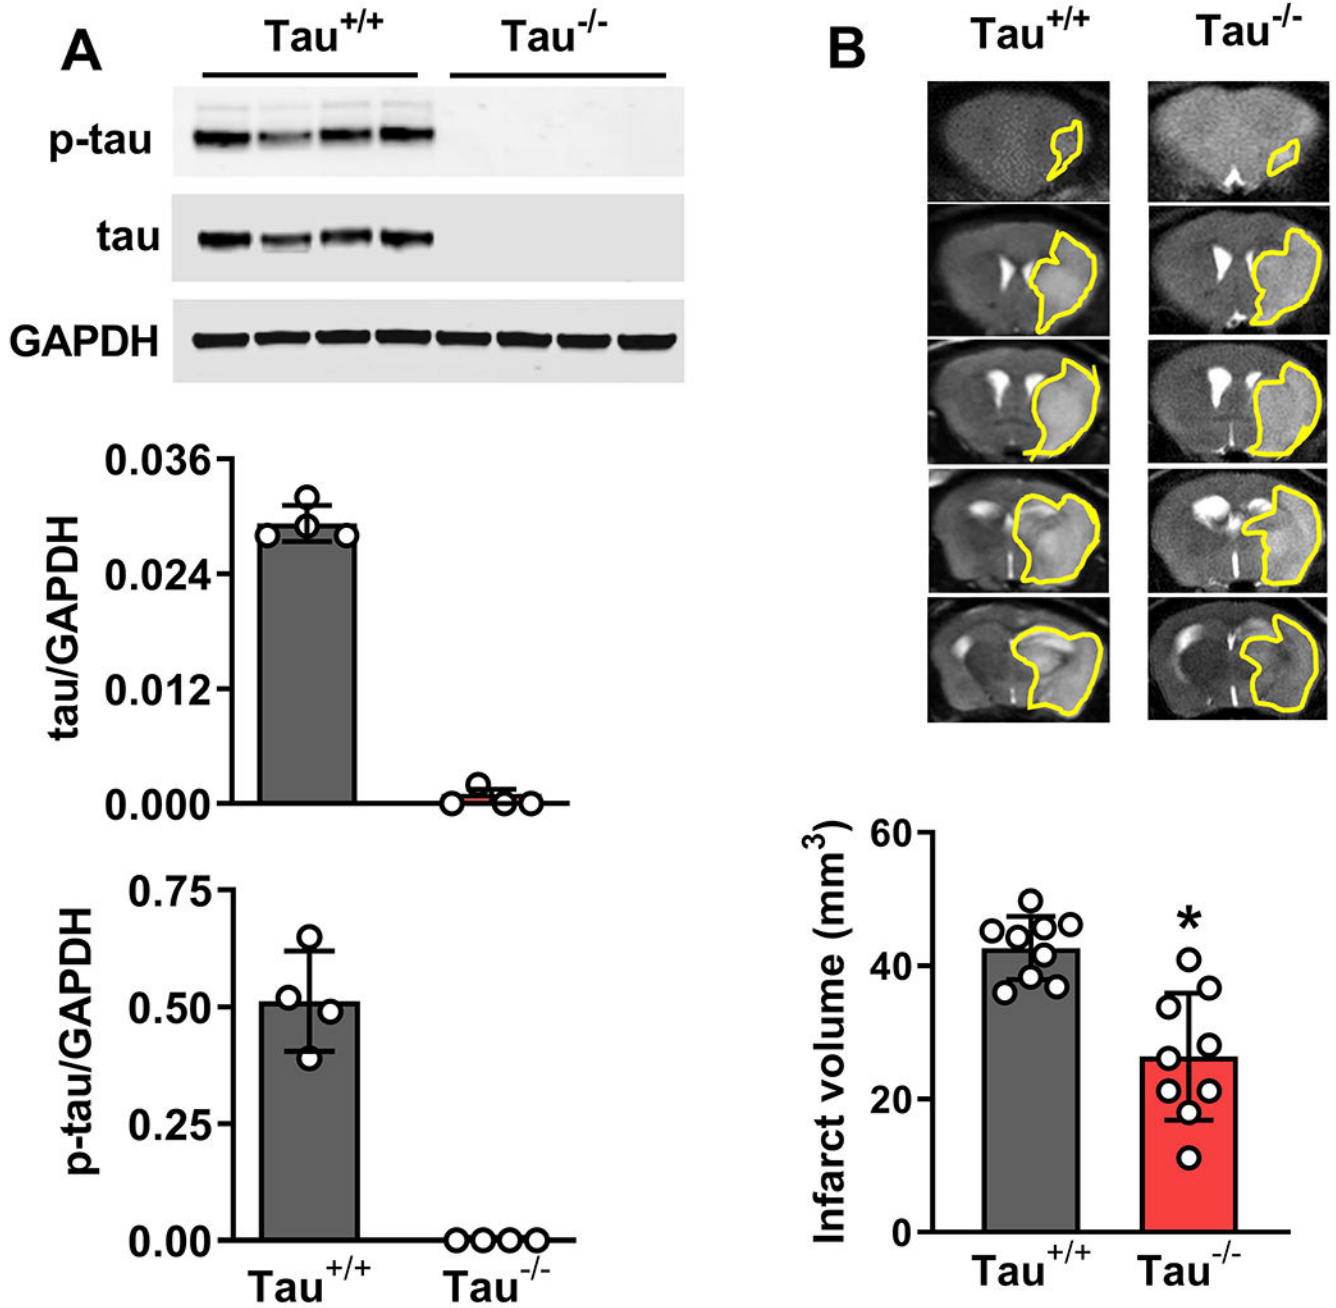 A
Tau+/+
Tau-/-
p-tau
tau
GAPDH
tau/GAPDH
0.036
0.024
0.012
0.000
p-tau/GAPDH
0.75
0.50
0.25
0.00
Tau+/+
Tau-/-
B
Tau+/+
Tau-/-
Infarct volume (mm3)
60
40
20
0
*
Tau+/+
Tau-/-